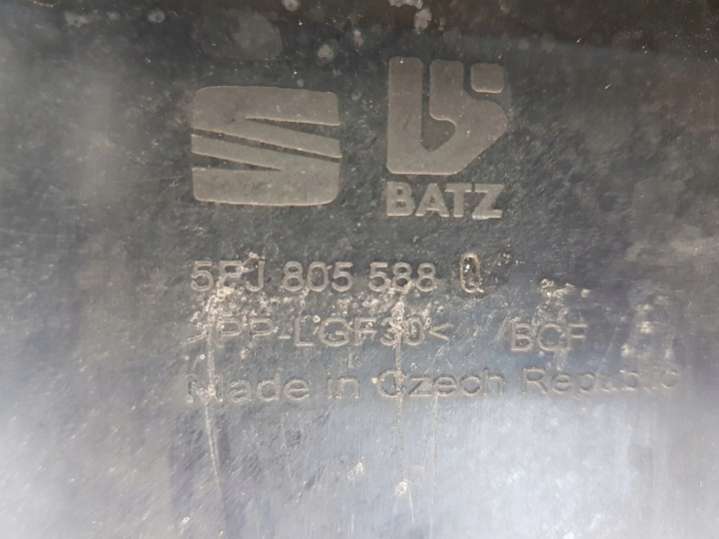 BATZ
5FJ 805 588 Q
>PP-LGF30< BCF
Made in Czech Republic